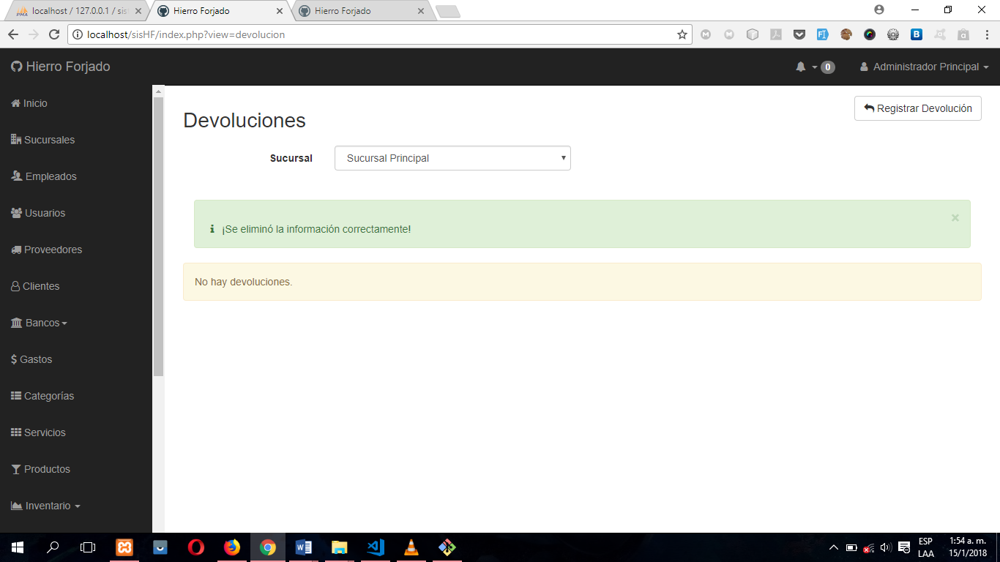 localhost / 127.0.0.1 / sis
Hierro Forjado
Hierro Forjado
localhost/sisHF/index.php?view=devolucion
Hierro Forjado
0
Administrador Principal
Inicio
Sucursales
Empleados
Usuarios
Proveedores
Clientes
Bancos
$ Gastos
Categorías
Servicios
Productos
Inventario
Devoluciones
Registrar Devolución
Sucursal
Sucursal Principal
¡Se eliminó la información correctamente!
×
No hay devoluciones.
ESP
LAA
1:54 a. m.
15/1/2018